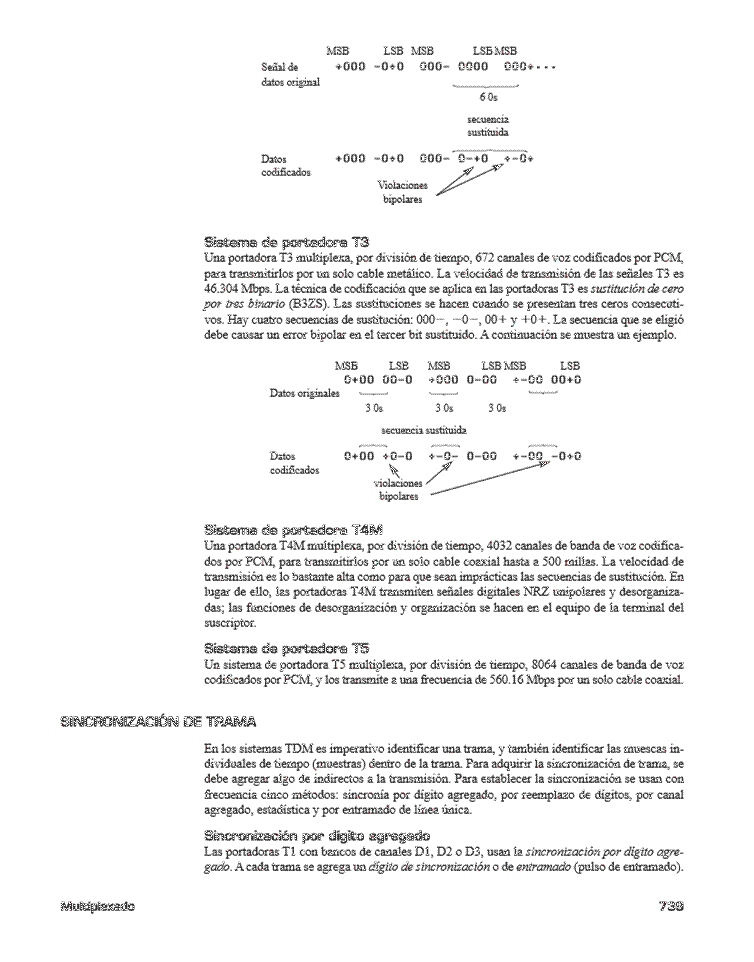 MSB LSB MSB LSB MSB
Señal de +000 -0+0 000- 0000 000+ - - -
datos original
6 0s
secuencia
sustituida
Datos +000 -0+0 000- 0-+0 +-0+
codificados
Violaciones
bipolares
Sistema de portadora T3
Una portadora T3 multiplexa, por división de tiempo, 672 canales de voz codificados por PCM,
para transmitirlos por un solo cable metálico. La velocidad de transmisión de las señales T3 es
46.304 Mbps. La técnica de codificación que se aplica en las portadoras T3 es sustitución de cero
por tres binario (B3ZS). Las sustituciones se hacen cuando se presentan tres ceros consecuti-
vos. Hay cuatro secuencias de sustitución: 000−, −0−, 00+ y +0+. La secuencia que se eligió
debe causar un error bipolar en el tercer bit sustituido. A continuación se muestra un ejemplo.
MSB LSB MSB LSB MSB LSB
0+00 00-0 +000 0-00 +-00 00+0
Datos originales
3 0s 3 0s 3 0s
secuencia sustituida
Datos 0+00 +0-0 +-0- 0-00 +-00 -0+0
codificados
violaciones
bipolares
Sistema de portadora T4M
Una portadora T4M multiplexa, por división de tiempo, 4032 canales de banda de voz codifica-
dos por PCM, para transmitirlos por un solo cable coaxial hasta a 500 millas. La velocidad de
transmisión es lo bastante alta como para que sean imprácticas las secuencias de sustitución. En
lugar de ello, las portadoras T4M transmiten señales digitales NRZ unipolares y desorganiza-
das; las funciones de desorganización y organización se hacen en el equipo de la terminal del
suscriptor.
Sistema de portadora T5
Un sistema de portadora T5 multiplexa, por división de tiempo, 8064 canales de banda de voz
codificados por PCM, y los transmite a una frecuencia de 560.16 Mbps por un solo cable coaxial.
SINCRONIZACIÓN DE TRAMA
En los sistemas TDM es imperativo identificar una trama, y también identificar las muescas in-
dividuales de tiempo (muestras) dentro de la trama. Para adquirir la sincronización de trama, se
debe agregar algo de indirectos a la transmisión. Para establecer la sincronización se usan con
frecuencia cinco métodos: sincronía por dígito agregado, por reemplazo de dígitos, por canal
agregado, estadística y por entramado de línea única.
Sincronización por dígito agregado
Las portadoras T1 con bancos de canales D1, D2 o D3, usan la sincronización por dígito agre-
gado. A cada trama se agrega un dígito de sincronización o de entramado (pulso de entramado).
Multiplexado 739